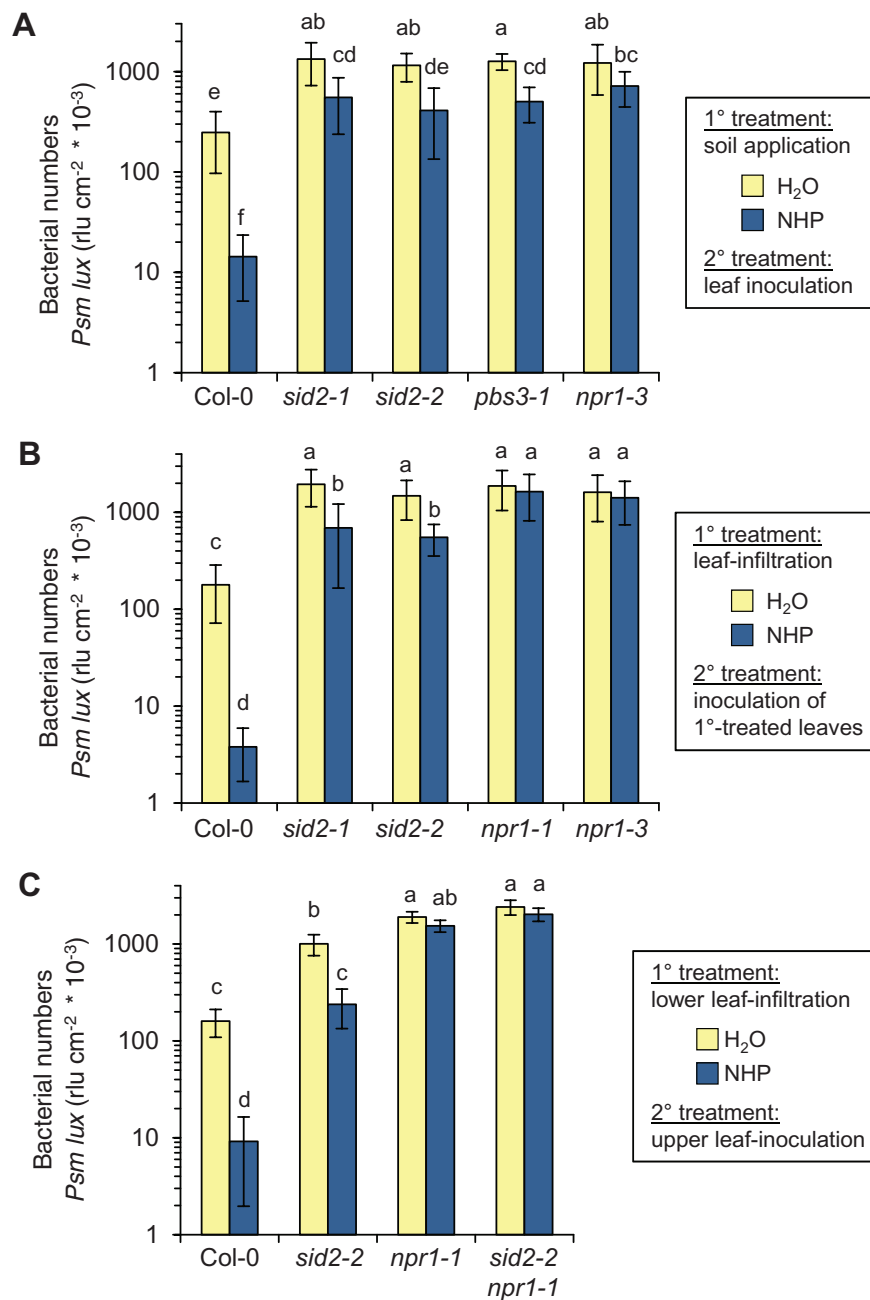 A
Bacterial numbers
Psm lux (rlu cm-2 * 10-3)
1000
100
10
1
e
f
ab
cd
ab
de
a
cd
ab
bc
Col-0
sid2-1
sid2-2
pbs3-1
npr1-3
1° treatment:
soil application
H2O
NHP
2° treatment:
leaf inoculation
B
Bacterial numbers
Psm lux (rlu cm-2 * 10-3)
1000
100
10
1
c
d
a
b
a
b
a
a
a
a
Col-0
sid2-1
sid2-2
npr1-1
npr1-3
1° treatment:
leaf-infiltration
H2O
NHP
2° treatment:
inoculation of
1°-treated leaves
C
Bacterial numbers
Psm lux (rlu cm-2 * 10-3)
1000
100
10
1
c
d
b
c
a
ab
a
a
Col-0
sid2-2
npr1-1
sid2-2
npr1-1
1° treatment:
lower leaf-infiltration
H2O
NHP
2° treatment:
upper leaf-inoculation